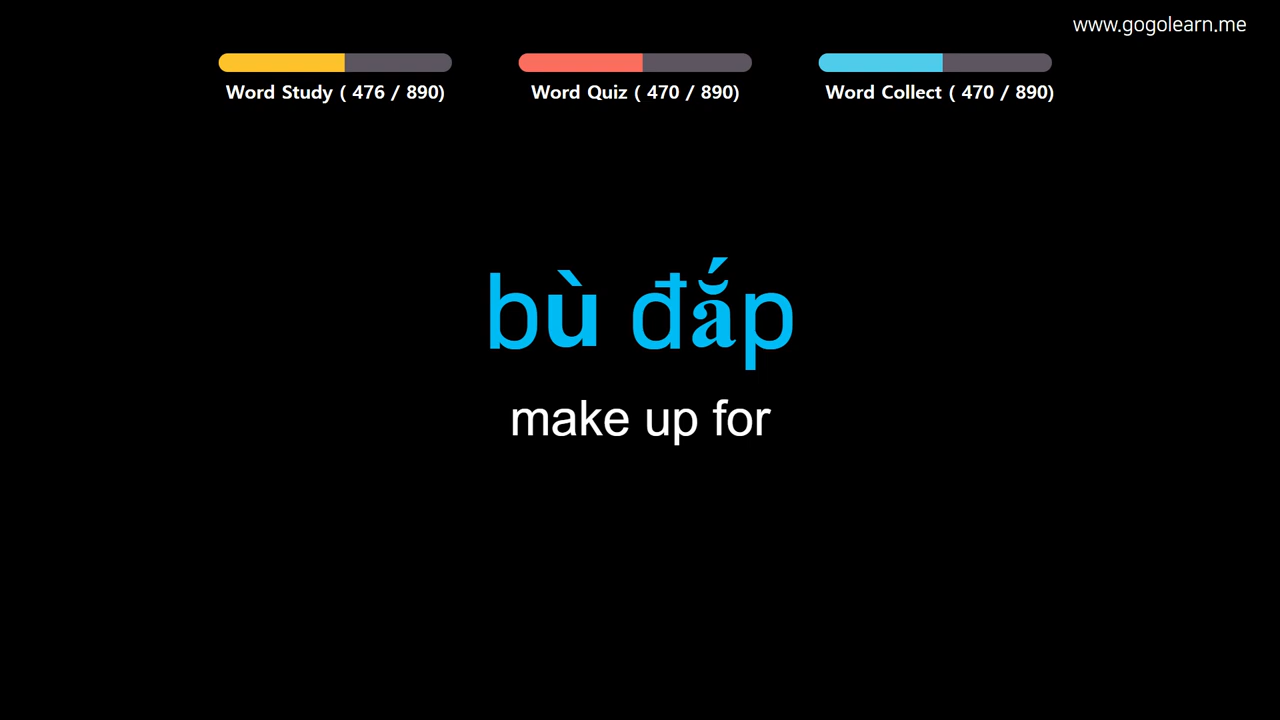 www.gogolearn.me
Word Study ( 476 / 890)
Word Quiz ( 470 / 890)
Word Collect ( 470 / 890)
bù đắp
make up for